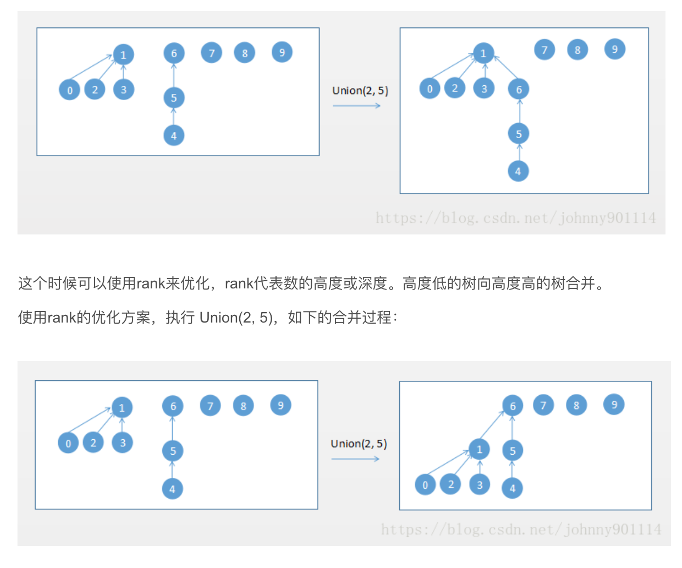 1 6 7 8 9
0 2 3 5
4
Union(2, 5)
1 7 8 9
0 2 3 6
5
4
https://blog.csdn.net/johnny901114
这个时候可以使用rank来优化，rank代表数的高度或深度。高度低的树向高度高的树合并。
使用rank的优化方案，执行 Union(2, 5)，如下的合并过程：
1 6 7 8 9
0 2 3 5
4
Union(2, 5)
6 7 8 9
1 5
0 2 3 4
https://blog.csdn.net/johnny901114